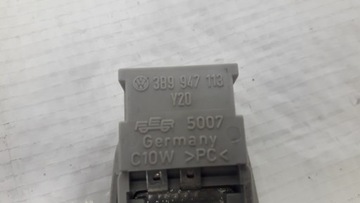 3B9 947 113
V20
5007
Germany
C10W >PC<